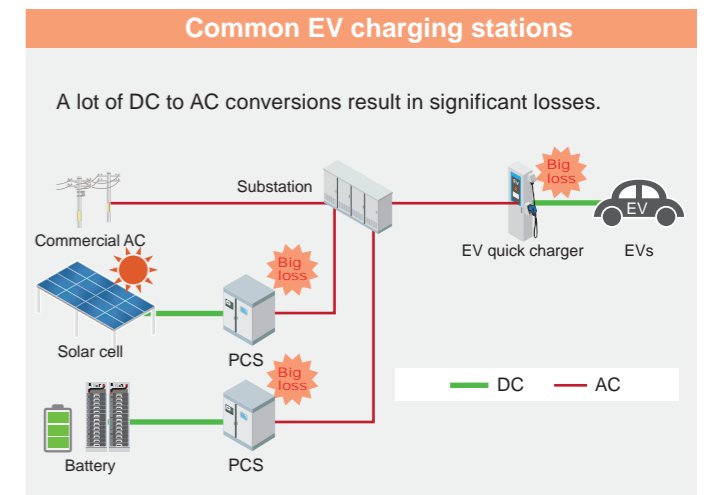 Common EV charging stations
A lot of DC to AC conversions result in significant losses.
Big
loss
Substation
EV
Commercial AC
EV quick charger
EVs
Big
loss
Solar cell
PCS
Big
loss
DC
AC
Battery
PCS